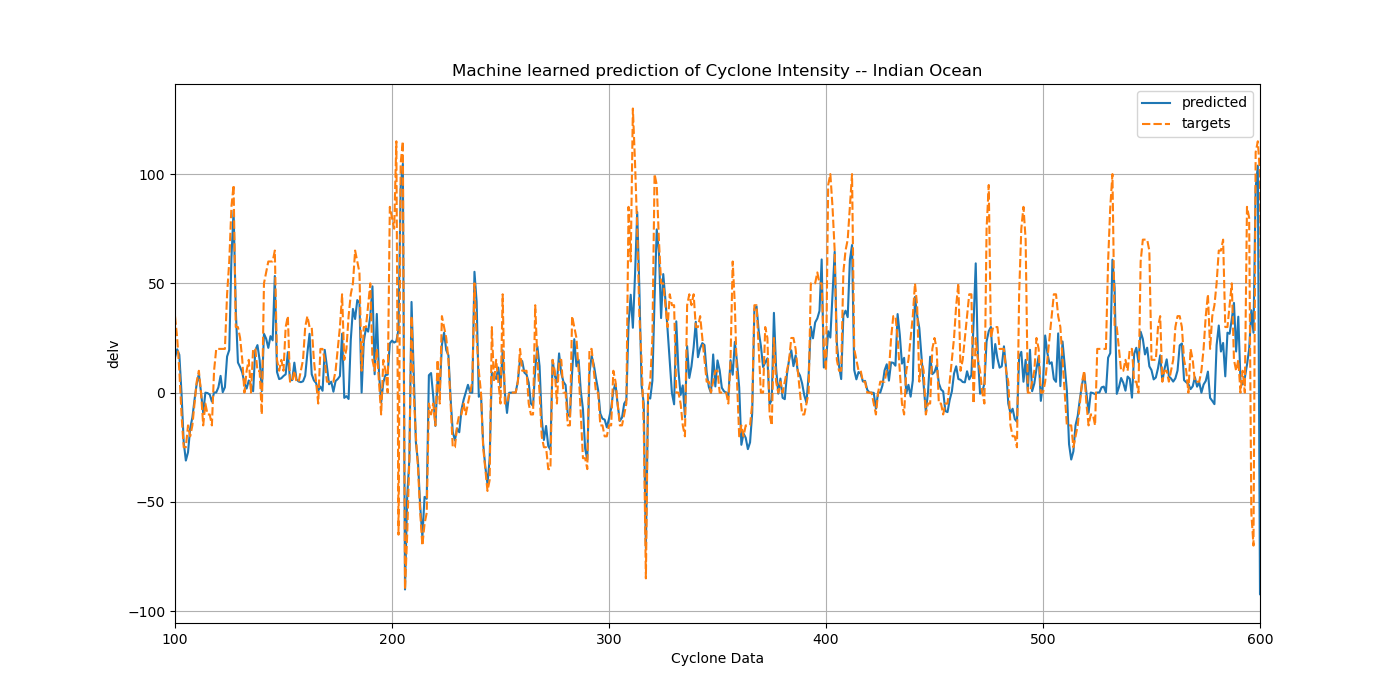 Machine learned prediction of Cyclone Intensity -- Indian Ocean
predicted
targets
100
50
0
−50
−100
delv
100 200 300 400 500 600
Cyclone Data